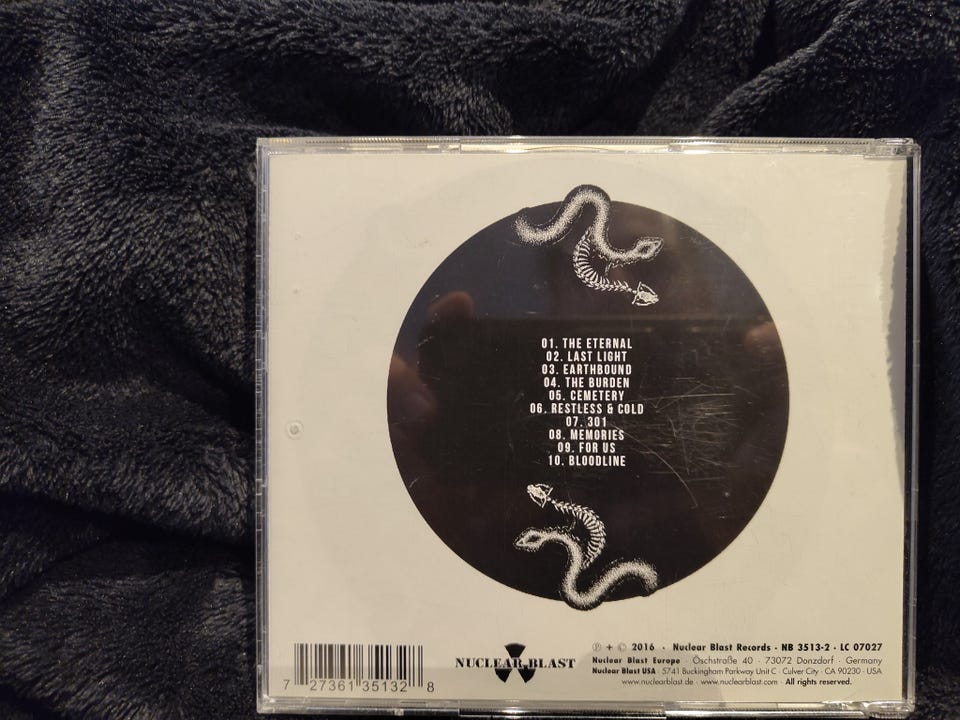 01. THE ETERNAL
02. LAST LIGHT
03. EARTHBOUND
04. THE BURDEN
05. CEMETERY
06. RESTLESS & COLD
07. 301
08. MEMORIES
09. FOR US
10. BLOODLINE
7 27361 35132 8
NUCLEAR BLAST
℗ + © 2016 · Nuclear Blast Records · NB 3513-2 · LC 07027
Nuclear Blast Europe · Öschstraße 40 · 73072 Donzdorf · Germany
Nuclear Blast USA · 5741 Buckingham Parkway Unit C · Culver City · CA 90230 · USA
www.nuclearblast.de · www.nuclearblast.com · All rights reserved.